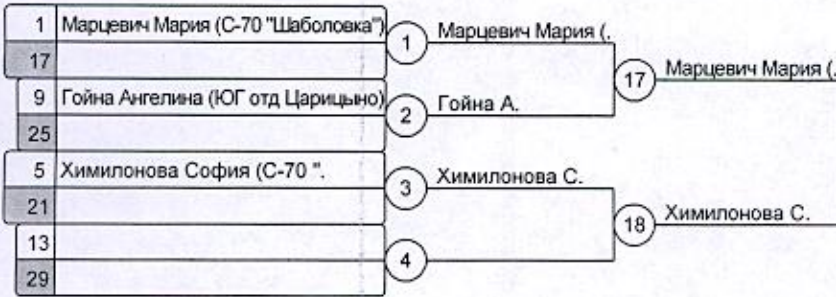 1 Марцевич Мария (С-70 "Шаболовка")
17
1
Марцевич Мария (.
9 Гойна Ангелина (ЮГ отд Царицыно)
25
2
Гойна А.
17
Марцевич Мария (.
5 Химилонова София (С-70 ".
21
3
Химилонова С.
13
29
4
18
Химилонова С.